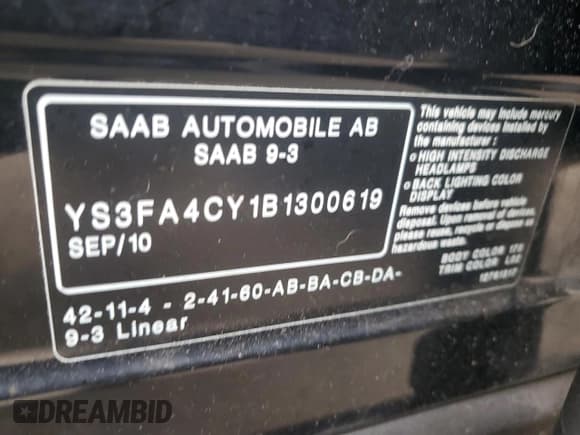 SAAB AUTOMOBILE AB
SAAB 9-3
YS3FA4CY1B1300619
SEP/10
42-11-4 - 2-41-60-AB-BA-CB-DA-
9-3 Linear
This vehicle may include mercury
containing devices installed by
the manufacturer :
o HIGH INTENSITY DISCHARGE
HEADLAMPS
o BACK LIGHTING COLOR
DISPLAY
Remove devices before vehicle
disposal. Upon removal of devices,
please reuse, recycle or dispose as
hazardous waste.
BODY COLOR 170
TRIM COLOR
DREAMBID